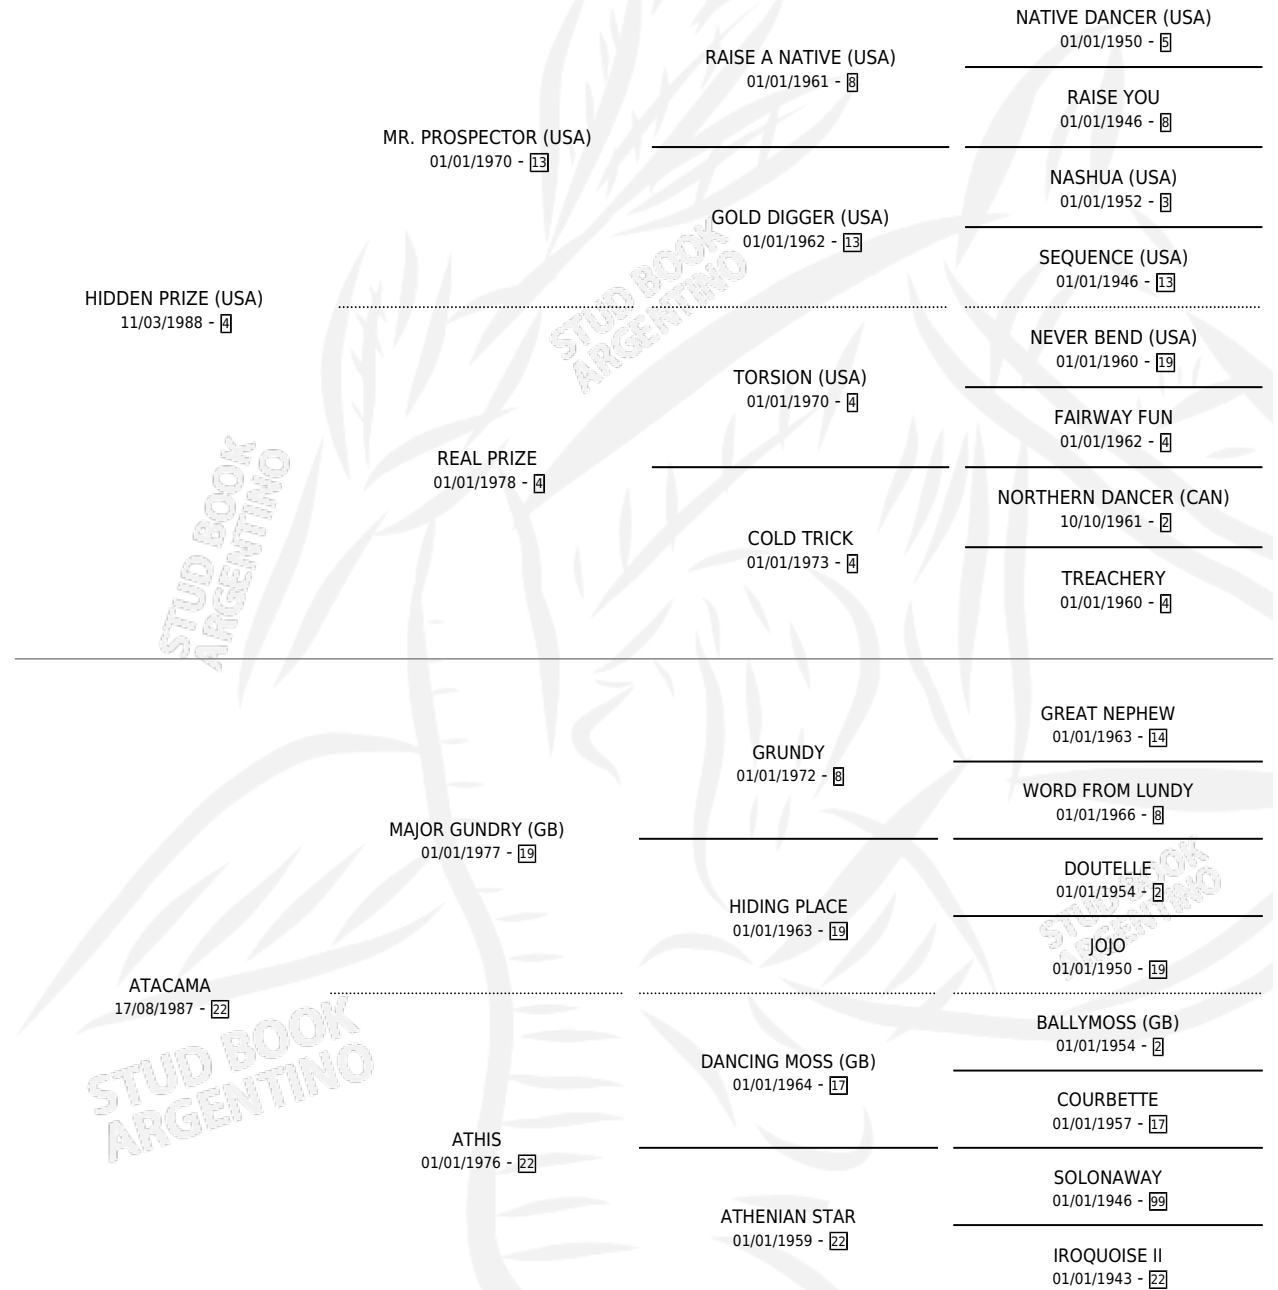 NATIVE DANCER (USA)
01/01/1950 - 5
RAISE A NATIVE (USA)
01/01/1961 - 8
RAISE YOU
01/01/1946 - 8
MR. PROSPECTOR (USA)
01/01/1970 - 13
NASHUA (USA)
01/01/1952 - 3
GOLD DIGGER (USA)
01/01/1962 - 13
SEQUENCE (USA)
01/01/1946 - 13
HIDDEN PRIZE (USA)
11/03/1988 - 4
STUD BOOK
ARGENTINO
NEVER BEND (USA)
01/01/1960 - 19
TORSION (USA)
01/01/1970 - 4
FAIRWAY FUN
01/01/1962 - 4
REAL PRIZE
01/01/1978 - 4
NORTHERN DANCER (CAN)
10/10/1961 - 2
COLD TRICK
01/01/1973 - 4
TREACHERY
01/01/1960 - 4
STUD BOOK
ARGENTINO
GREAT NEPHEW
01/01/1963 - 14
GRUNDY
01/01/1972 - 8
WORD FROM LUNDY
01/01/1966 - 8
MAJOR GUNDRY (GB)
01/01/1977 - 19
DOUTELLE
01/01/1954 - 2
HIDING PLACE
01/01/1963 - 19
STUD BOOK
ARGENTINO
JOJO
01/01/1950 - 19
ATACAMA
17/08/1987 - 22
BALLYMOSS (GB)
01/01/1954 - 2
DANCING MOSS (GB)
01/01/1964 - 17
STUD BOOK
ARGENTINO
COURBETTE
01/01/1957 - 17
ATHIS
01/01/1976 - 22
SOLONAWAY
01/01/1946 - 99
ATHENIAN STAR
01/01/1959 - 22
IROQUOISE II
01/01/1943 - 22